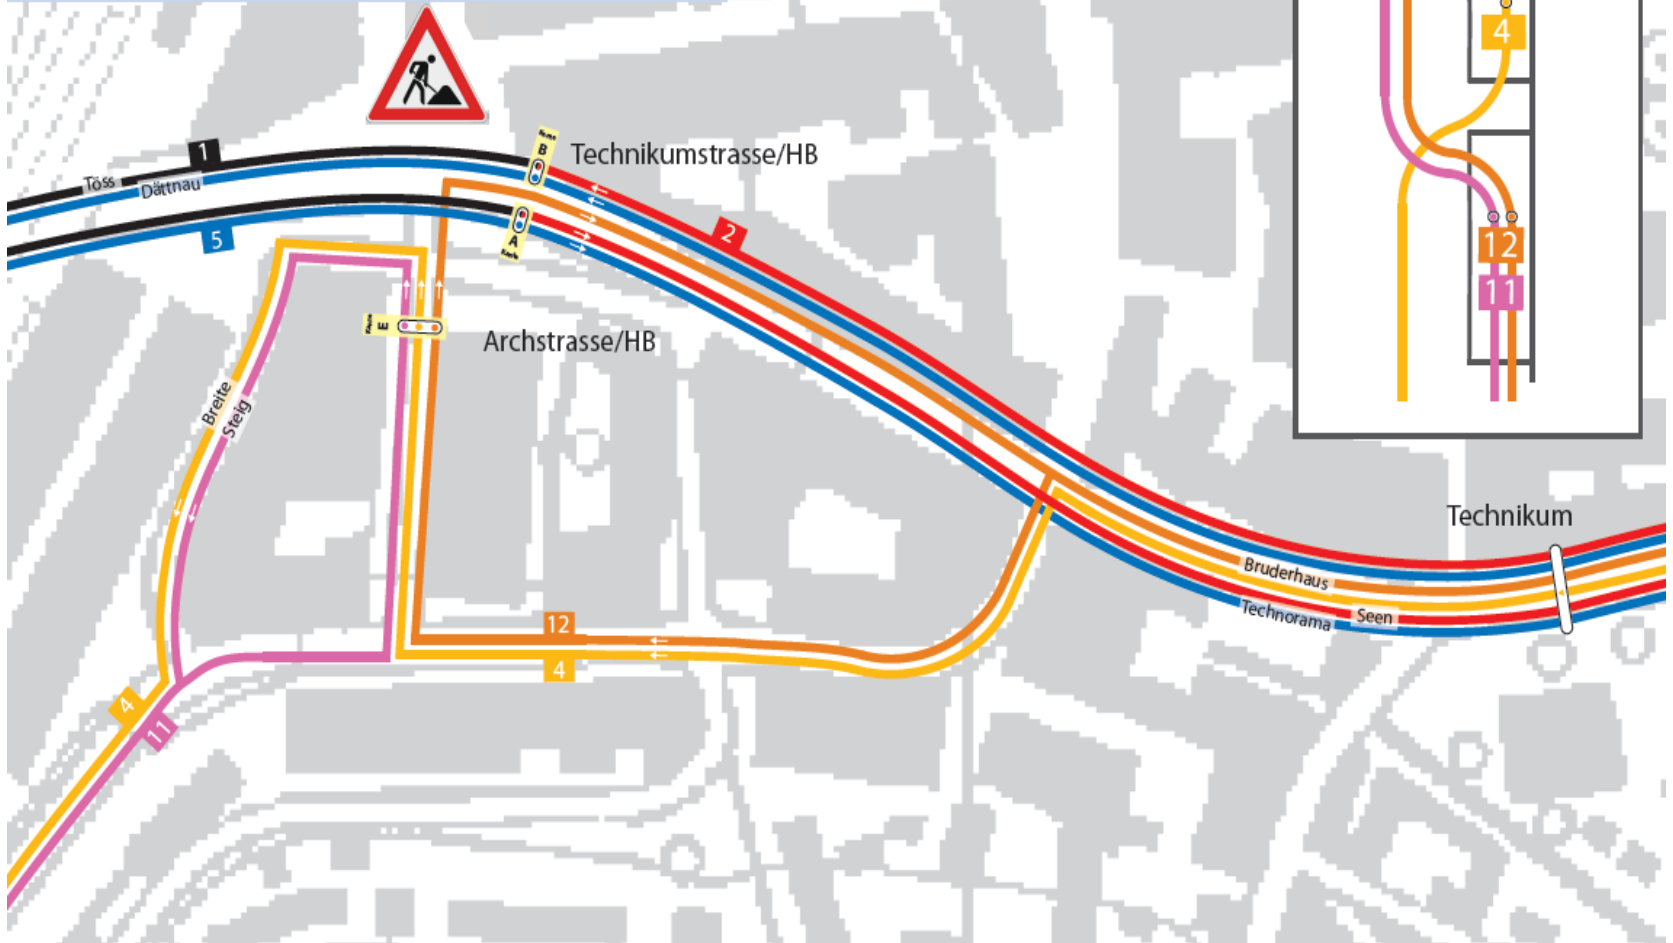 4
1
B
Technikumstrasse/HB
Töss
Dättnau
2
5
A
12
11
E
Archstrasse/HB
Breite
Steig
Technikum
Bruderhaus
Seen
Technorama
12
4
4
11